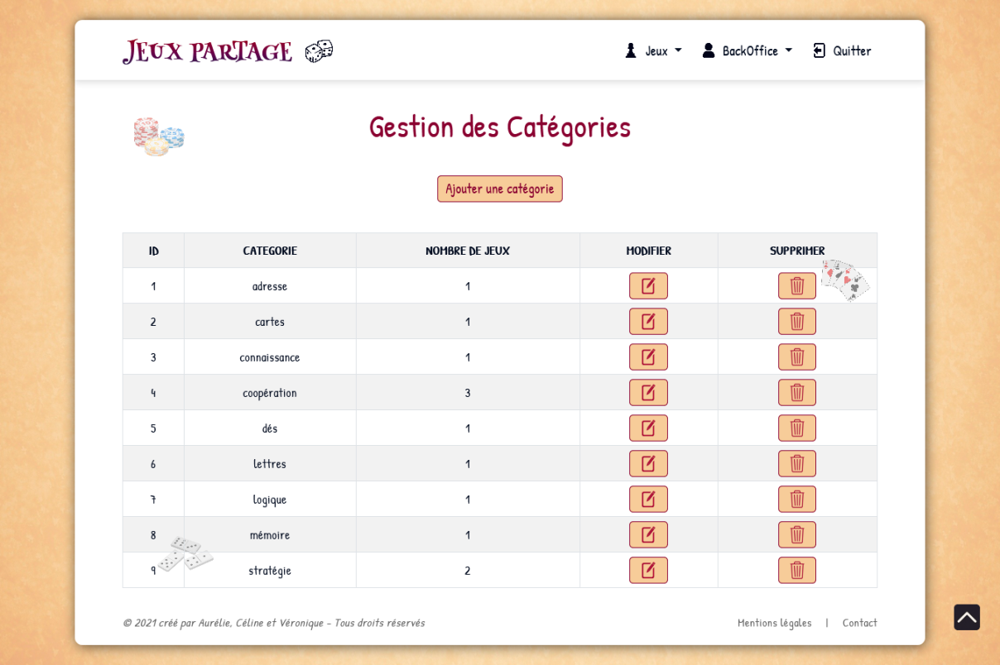 Jeux partage
Jeux
BackOffice
Quitter
Gestion des Catégories
Ajouter une catégorie
ID CATEGORIE NOMBRE DE JEUX MODIFIER SUPPRIMER
1 adresse 1
2 cartes 1
3 connaissance 1
4 coopération 3
5 dés 1
6 lettres 1
7 logique 1
8 mémoire 1
9 stratégie 2
© 2021 créé par Aurélie, Céline et Véronique - Tous droits réservés
Mentions légales | Contact